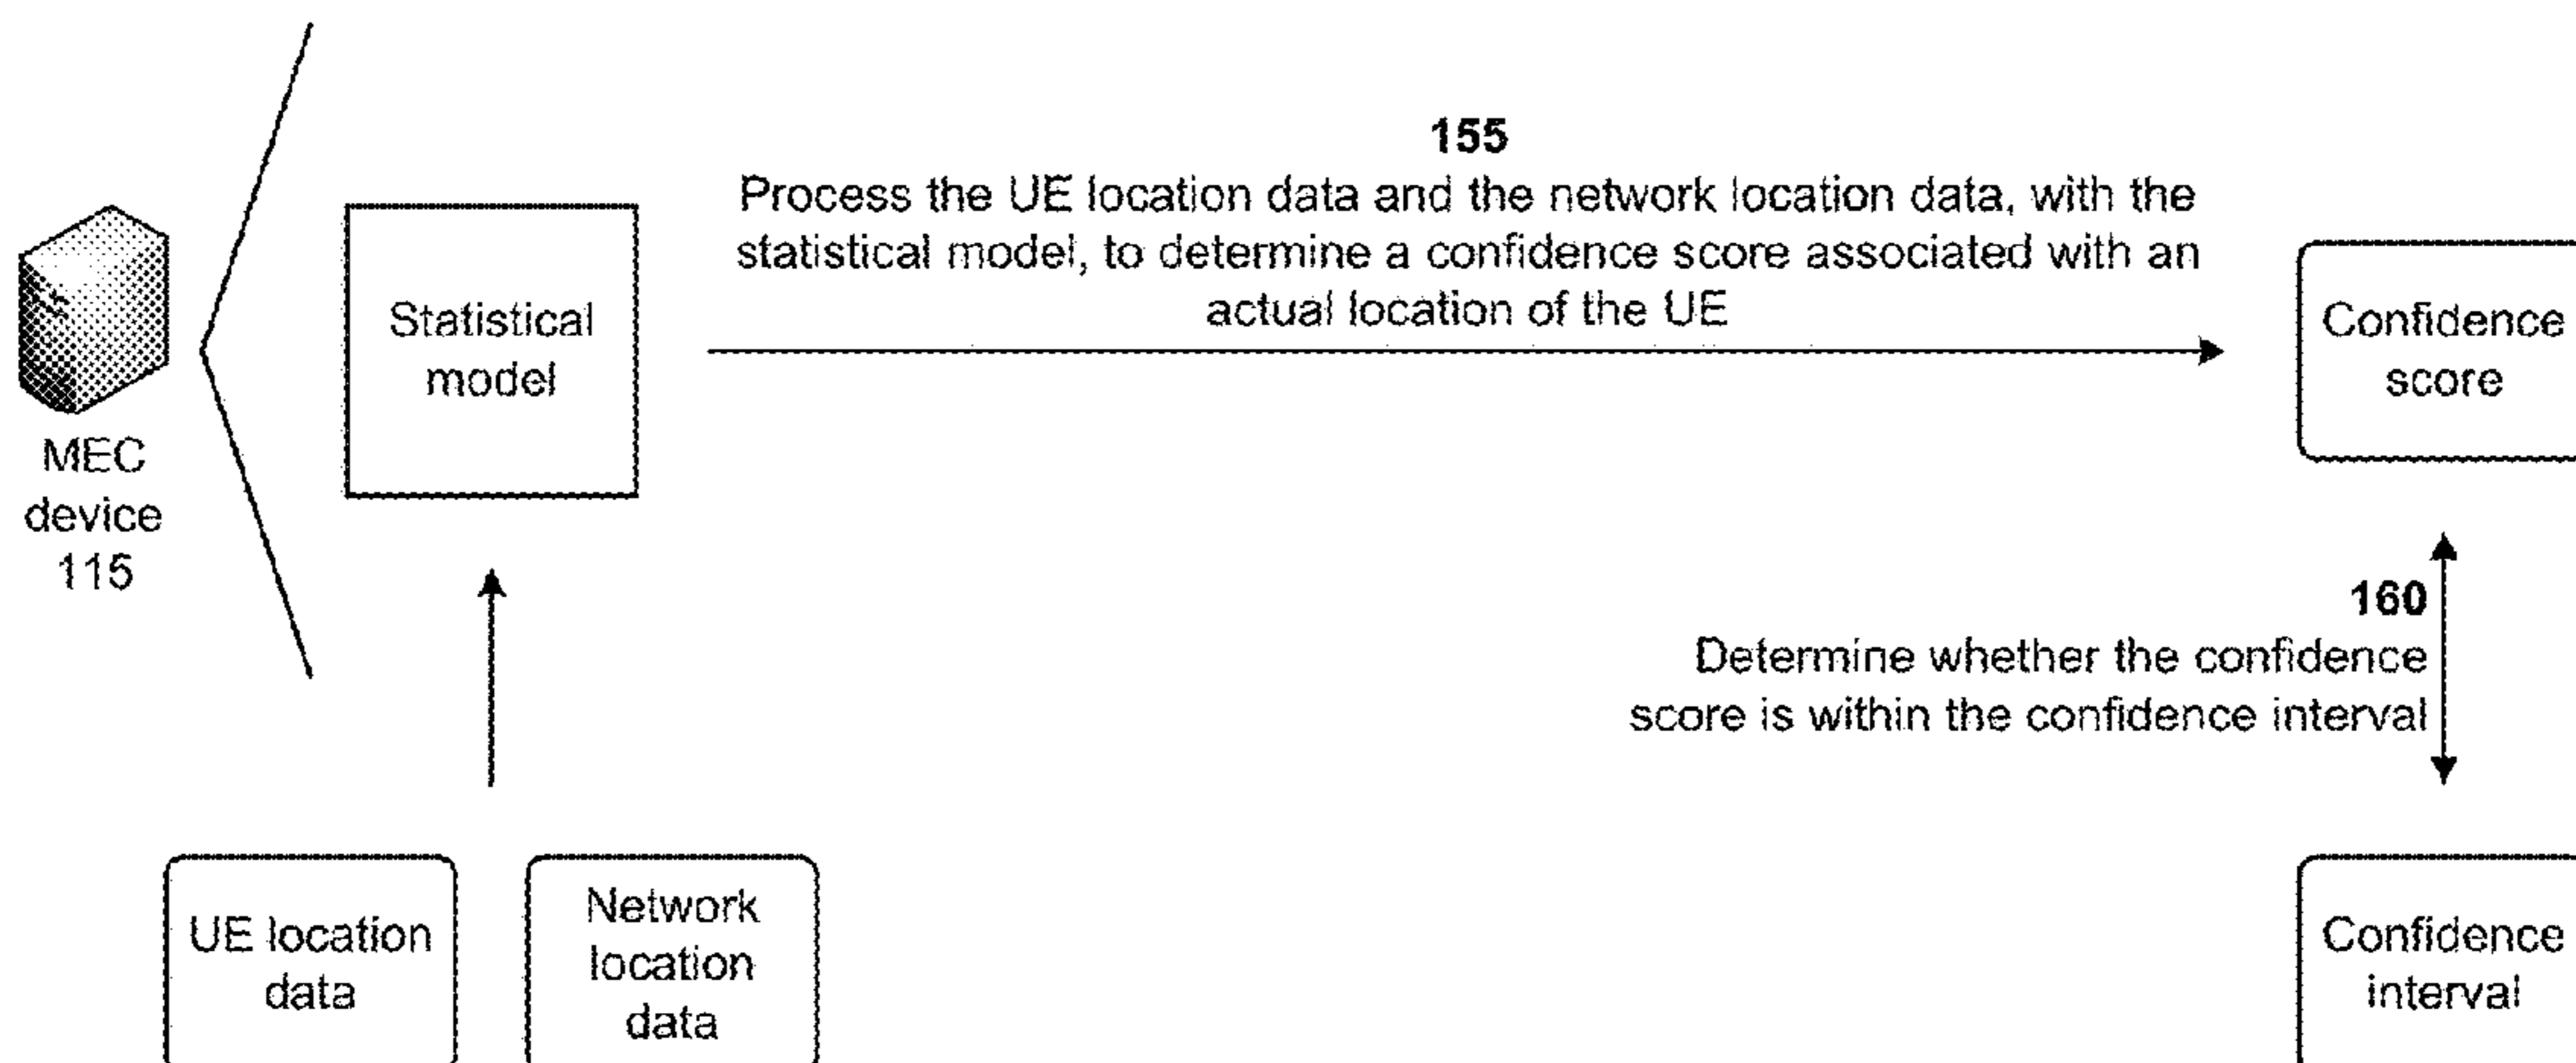 155
Process the UE location data and the network location data, with the
statistical model, to determine a confidence score associated with an
actual location of the UE
Statistical
model
Confidence
score
MEC
device
115
160
Determine whether the confidence
score is within the confidence interval
UE location
data
Network
location
data
Confidence
interval